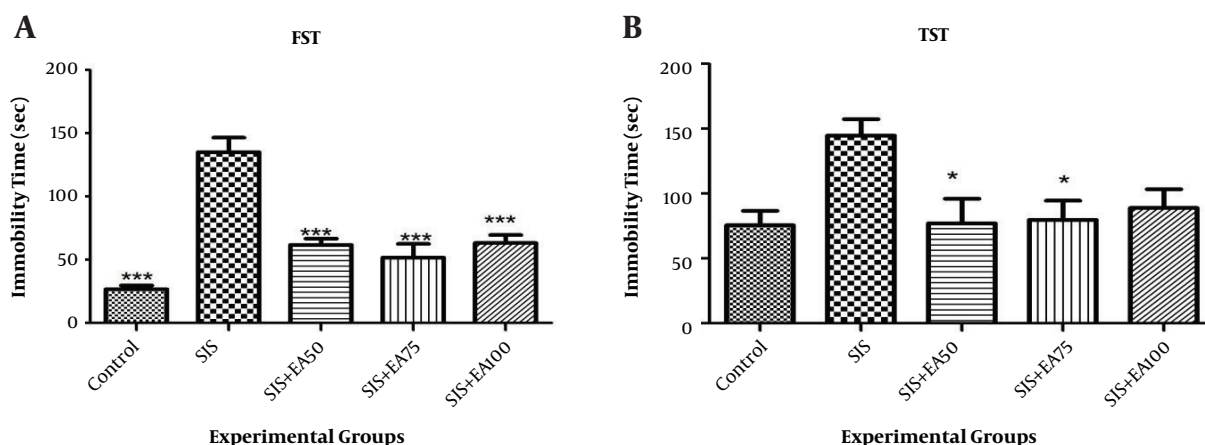 A
FST
Immobility Time (sec)
200
150
100
50
0
***
***
***
***
Control
SIS
SIS+EA50
SIS+EA75
SIS+EA100
Experimental Groups
B
TST
Immobility Time (sec)
200
150
100
50
0
*
*
Control
SIS
SIS+EA50
SIS+EA75
SIS+EA100
Experimental Groups